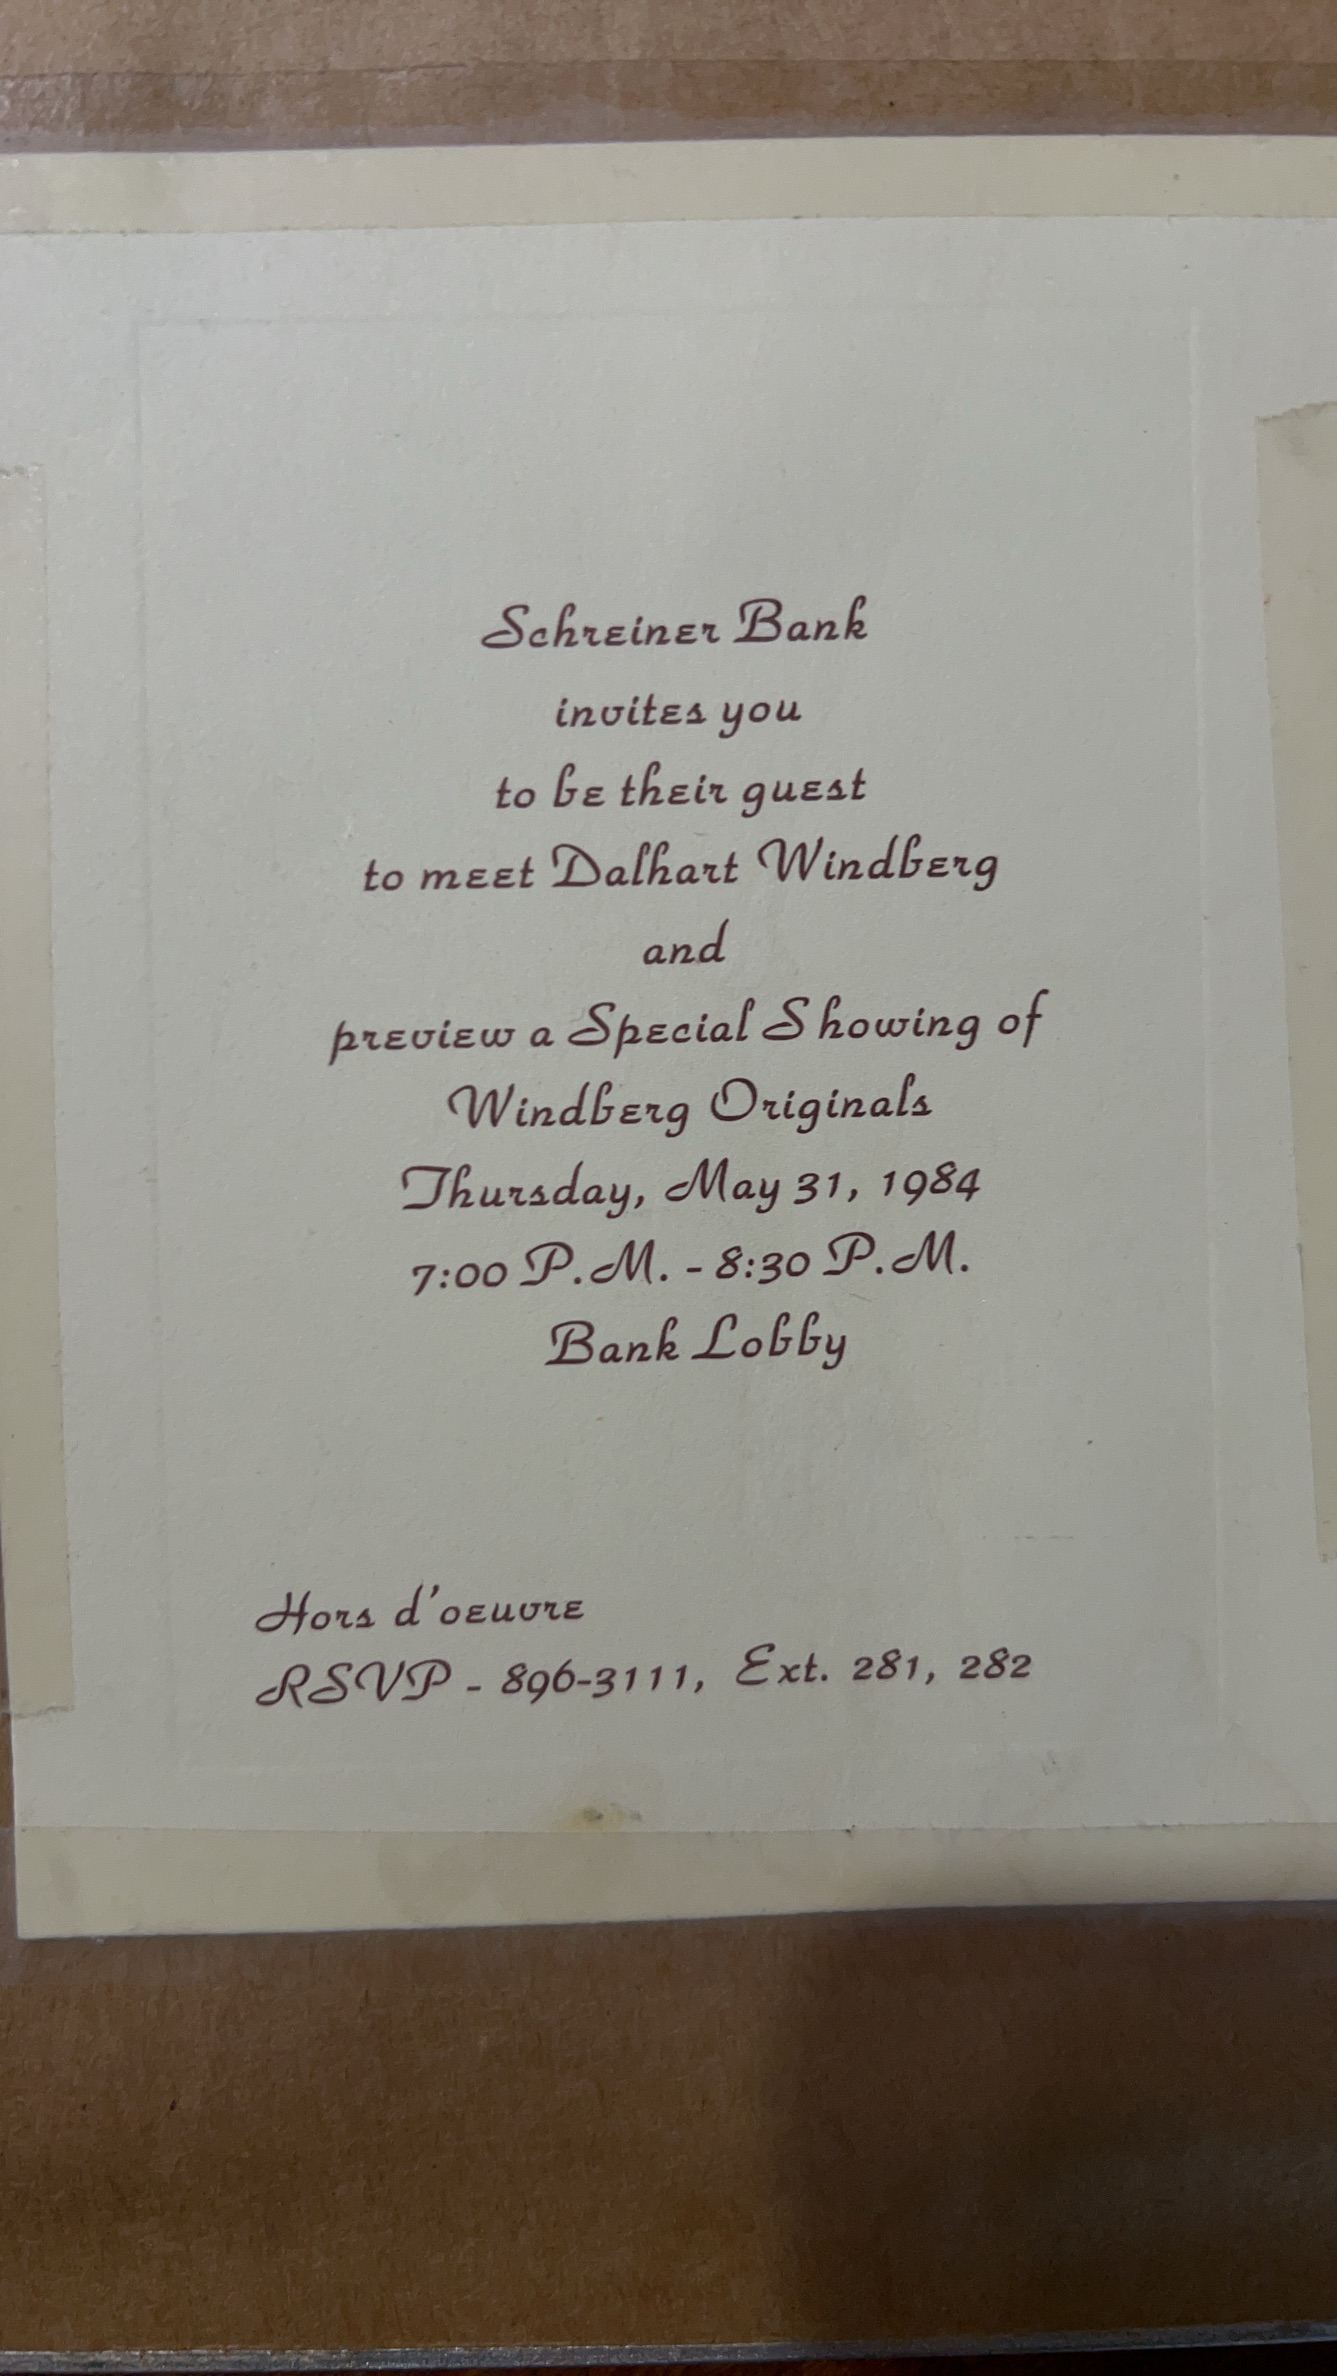 Schreiner Bank
invites you
to be their guest
to meet Dalhart Windberg
and
preview a Special Showing of
Windberg Originals
Thursday, May 31, 1984
7:00 P.M. - 8:30 P.M.
Bank Lobby
Hors d'oeuvre
RSVP - 896-3111, Ext. 281, 282